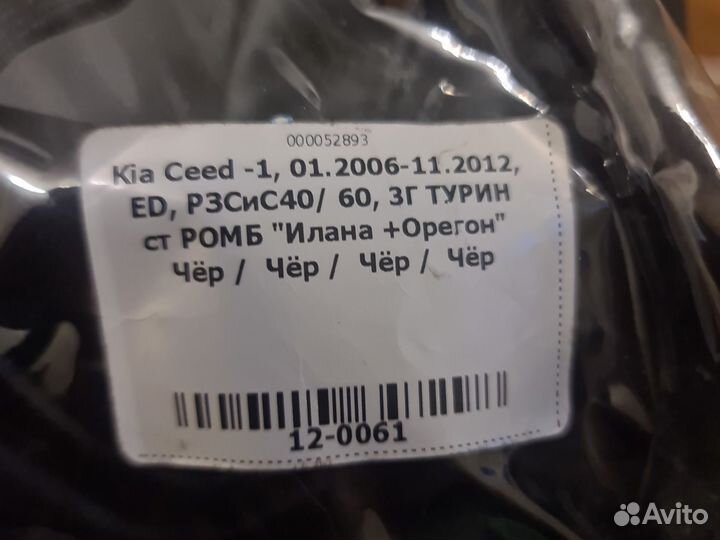 000052893
Kia Ceed -1, 01.2006-11.2012,
ED, РЗСиС40/ 60, 3Г ТУРИН
ст РОМБ "Илана +Орегон"
Чёр / Чёр / Чёр / Чёр
12-0061
Avito